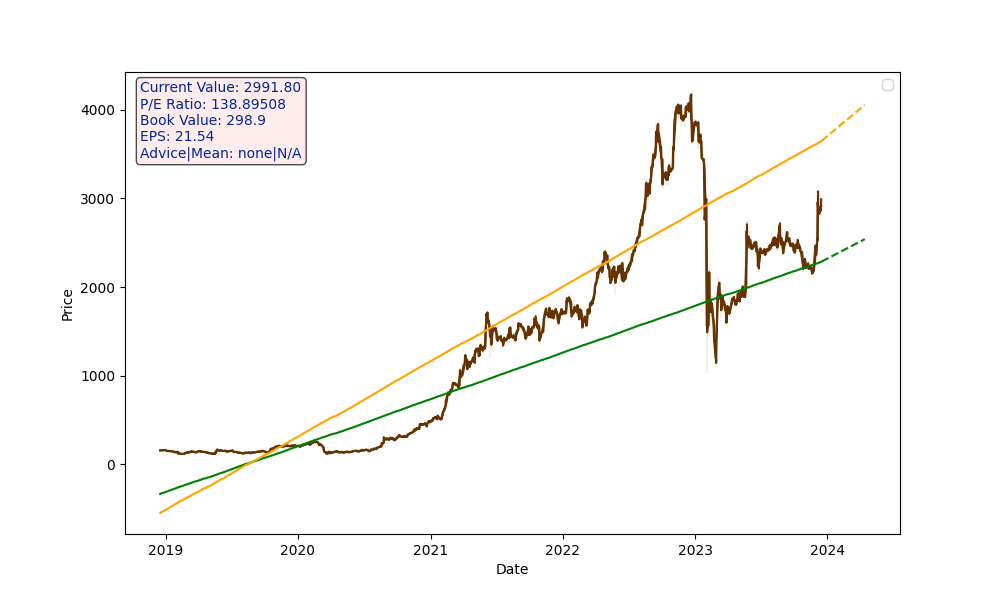 Current Value: 2991.80
P/E Ratio: 138.89508
Book Value: 298.9
EPS: 21.54
Advice|Mean: none|N/A
4000
3000
2000
1000
0
Price
2019 2020 2021 2022 2023 2024
Date